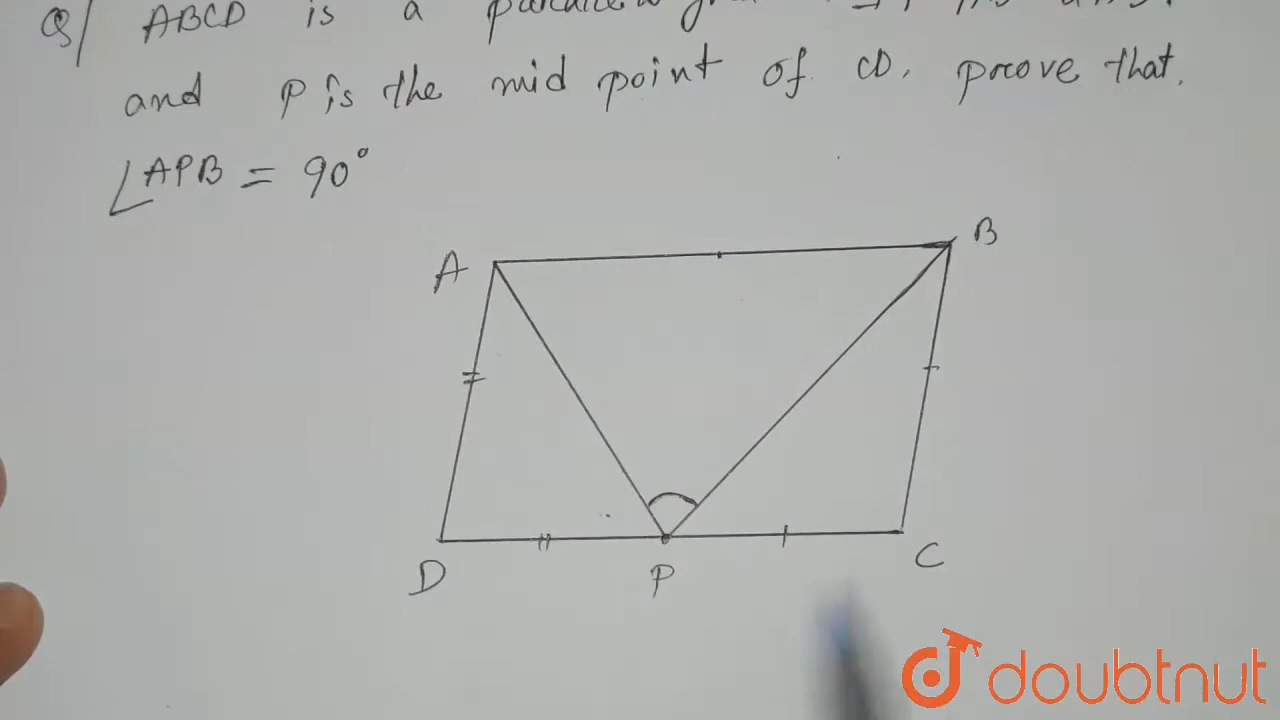 Q/ ABCD is a
and P is the mid point of CD. prove that.
∠APB = 90°
A
B
D
P
C
doubtnut